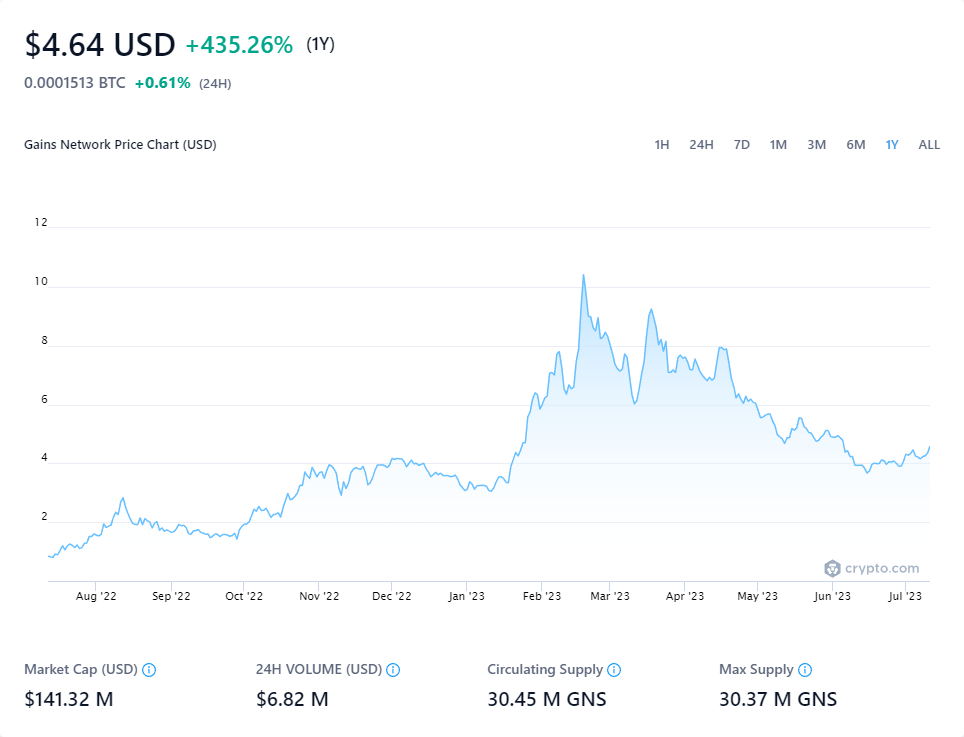 $4.64 USD +435.26% (1Y)
0.0001513 BTC +0.61% (24H)
Gains Network Price Chart (USD) 1H 24H 7D 1M 3M 6M 1Y ALL
12
10
8
6
4
2
crypto.com
Aug '22 Sep '22 Oct '22 Nov '22 Dec '22 Jan '23 Feb '23 Mar '23 Apr '23 May '23 Jun '23 Jul '23
Market Cap (USD) 24H VOLUME (USD) Circulating Supply Max Supply
$141.32 M $6.82 M 30.45 M GNS 30.37 M GNS